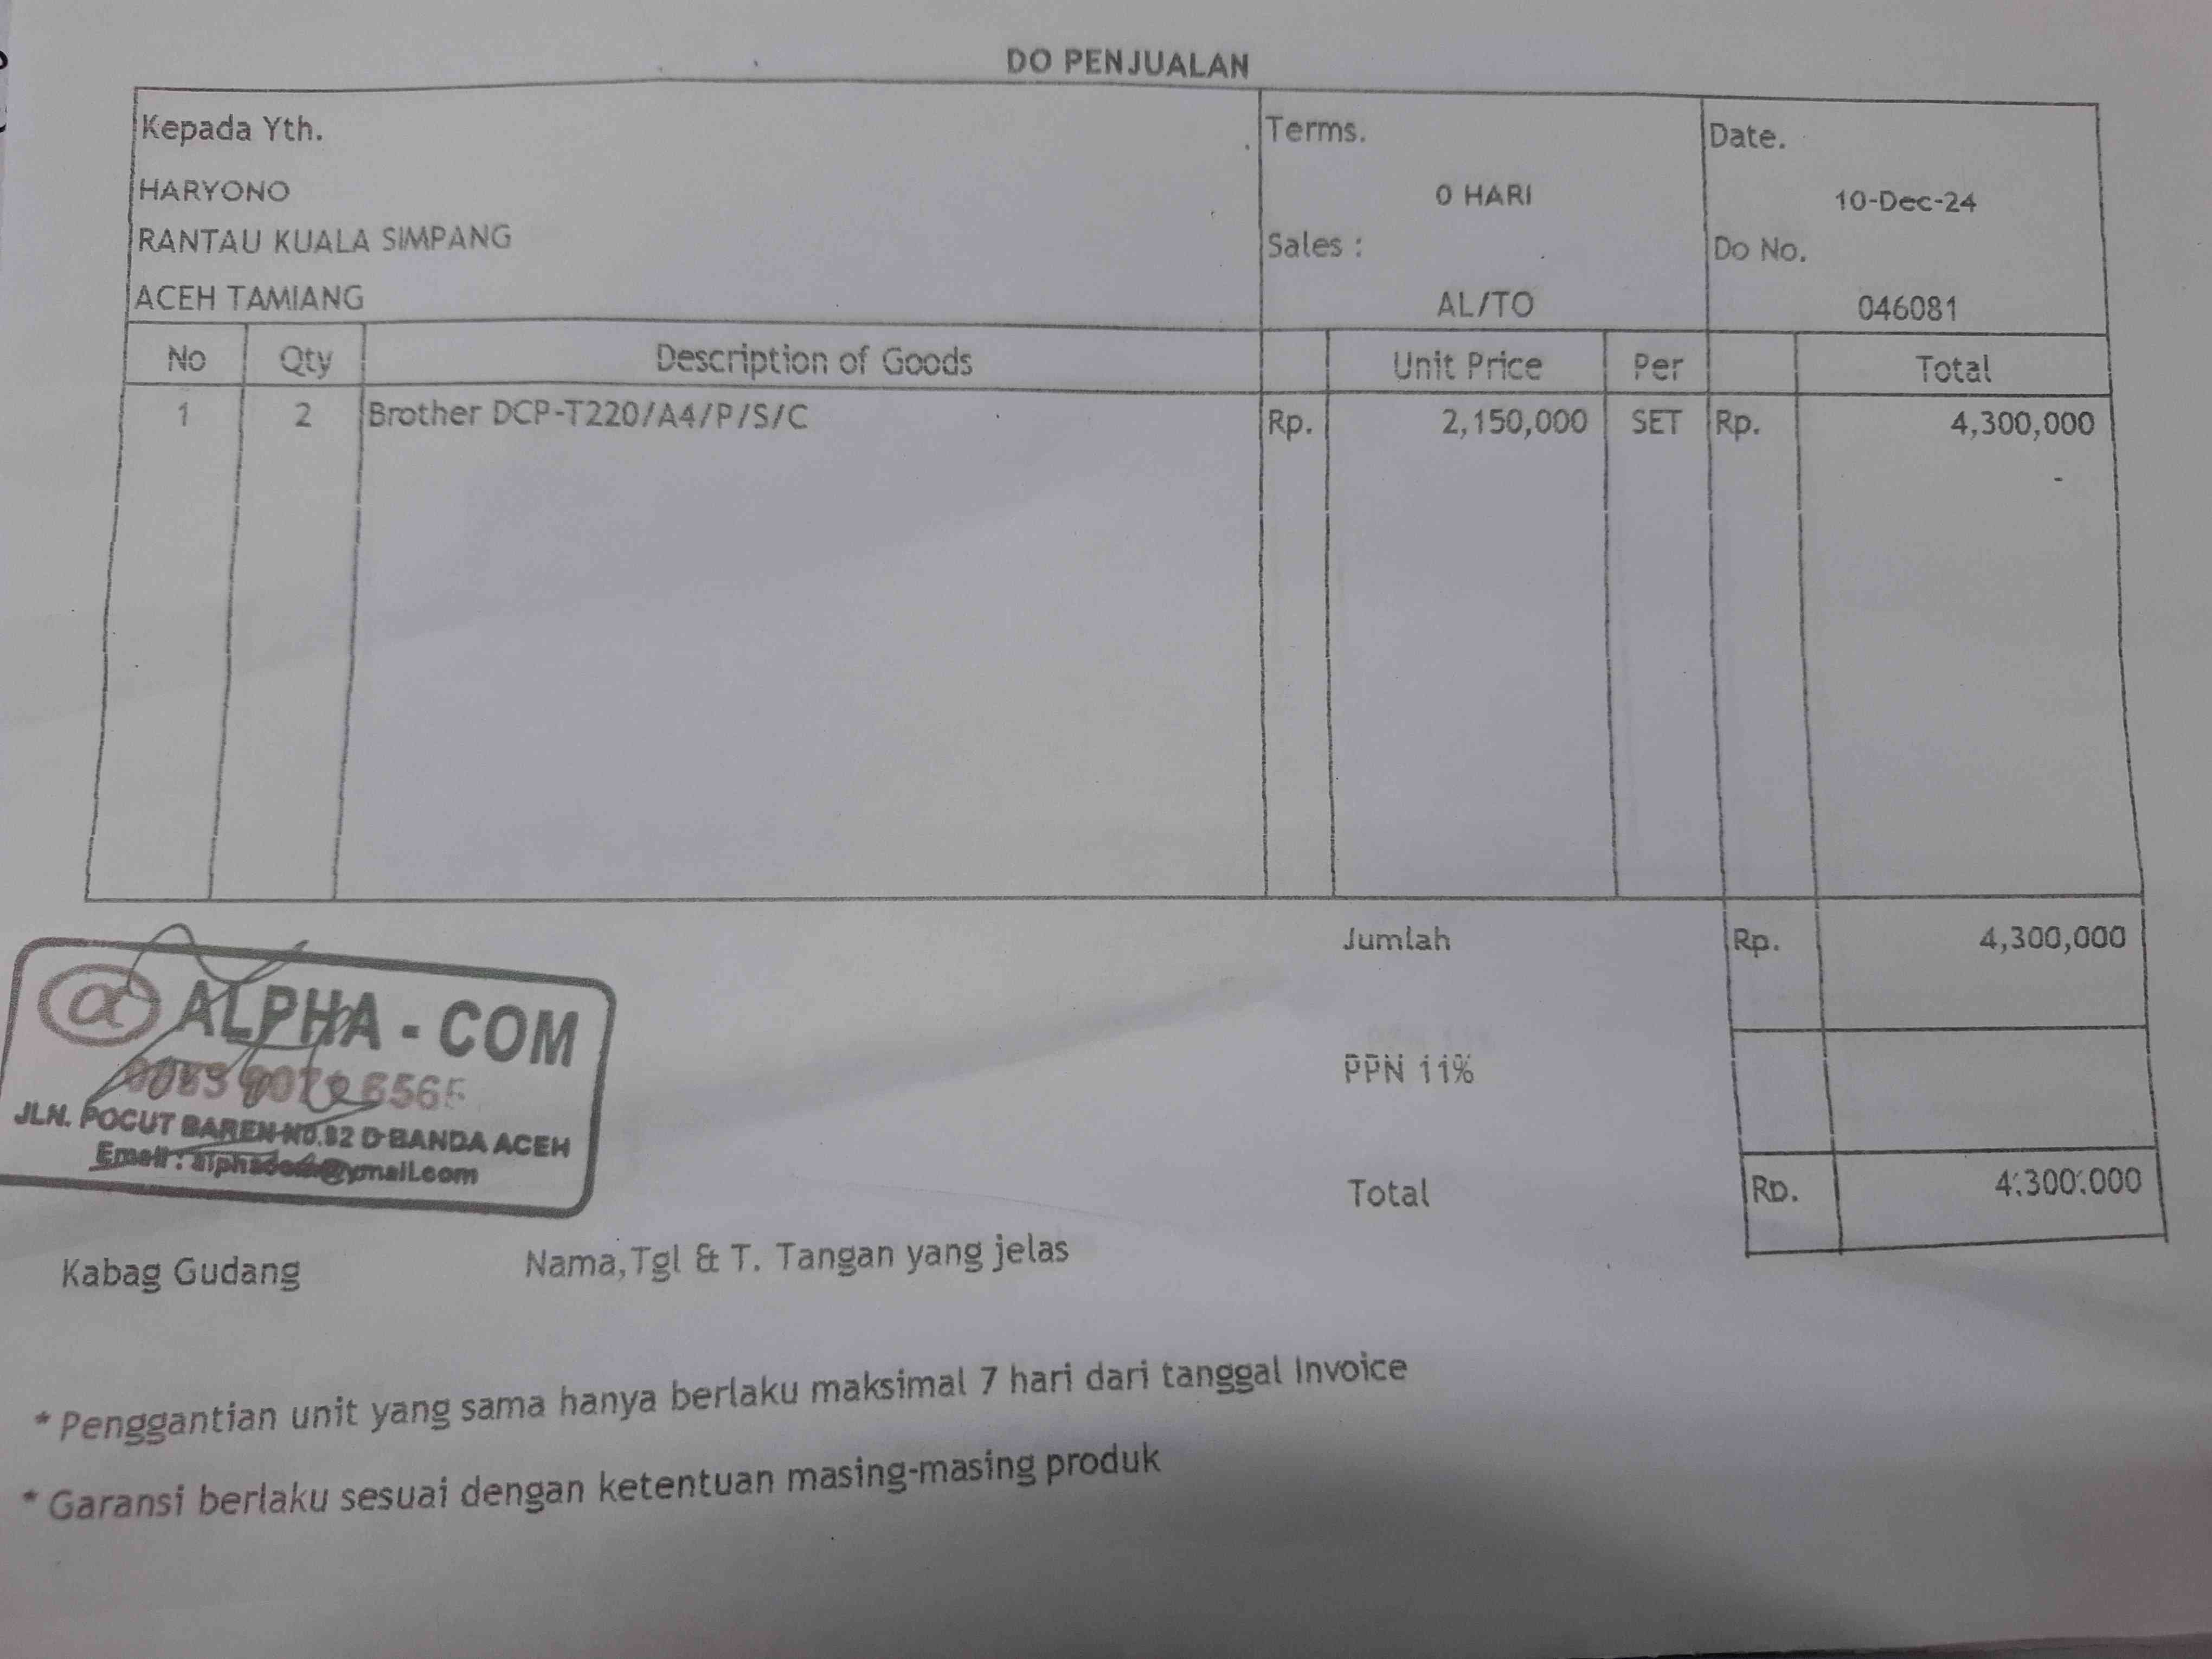 DO PENJUALAN
Kepada Yth.
HARYONO
RANTAU KUALA SIMPANG
ACEH TAMIANG
Terms.
0 HARI
Sales :
AL/TO
Date.
10-Dec-24
Do No.
046081
No Qty Description of Goods Unit Price Per Total
1 2 Brother DCP-T220/A4/P/S/C Rp. 2,150,000 SET Rp. 4,300,000
Jumlah Rp. 4,300,000
PPN 11%
Total Rp. 4.300.000
ALPHA - COM
JLN. POCUT BAREN NO.82 D BANDA ACEH
Email :
Kabag Gudang Nama,Tgl & T. Tangan yang jelas
* Penggantian unit yang sama hanya berlaku maksimal 7 hari dari tanggal Invoice
* Garansi berlaku sesuai dengan ketentuan masing-masing produk